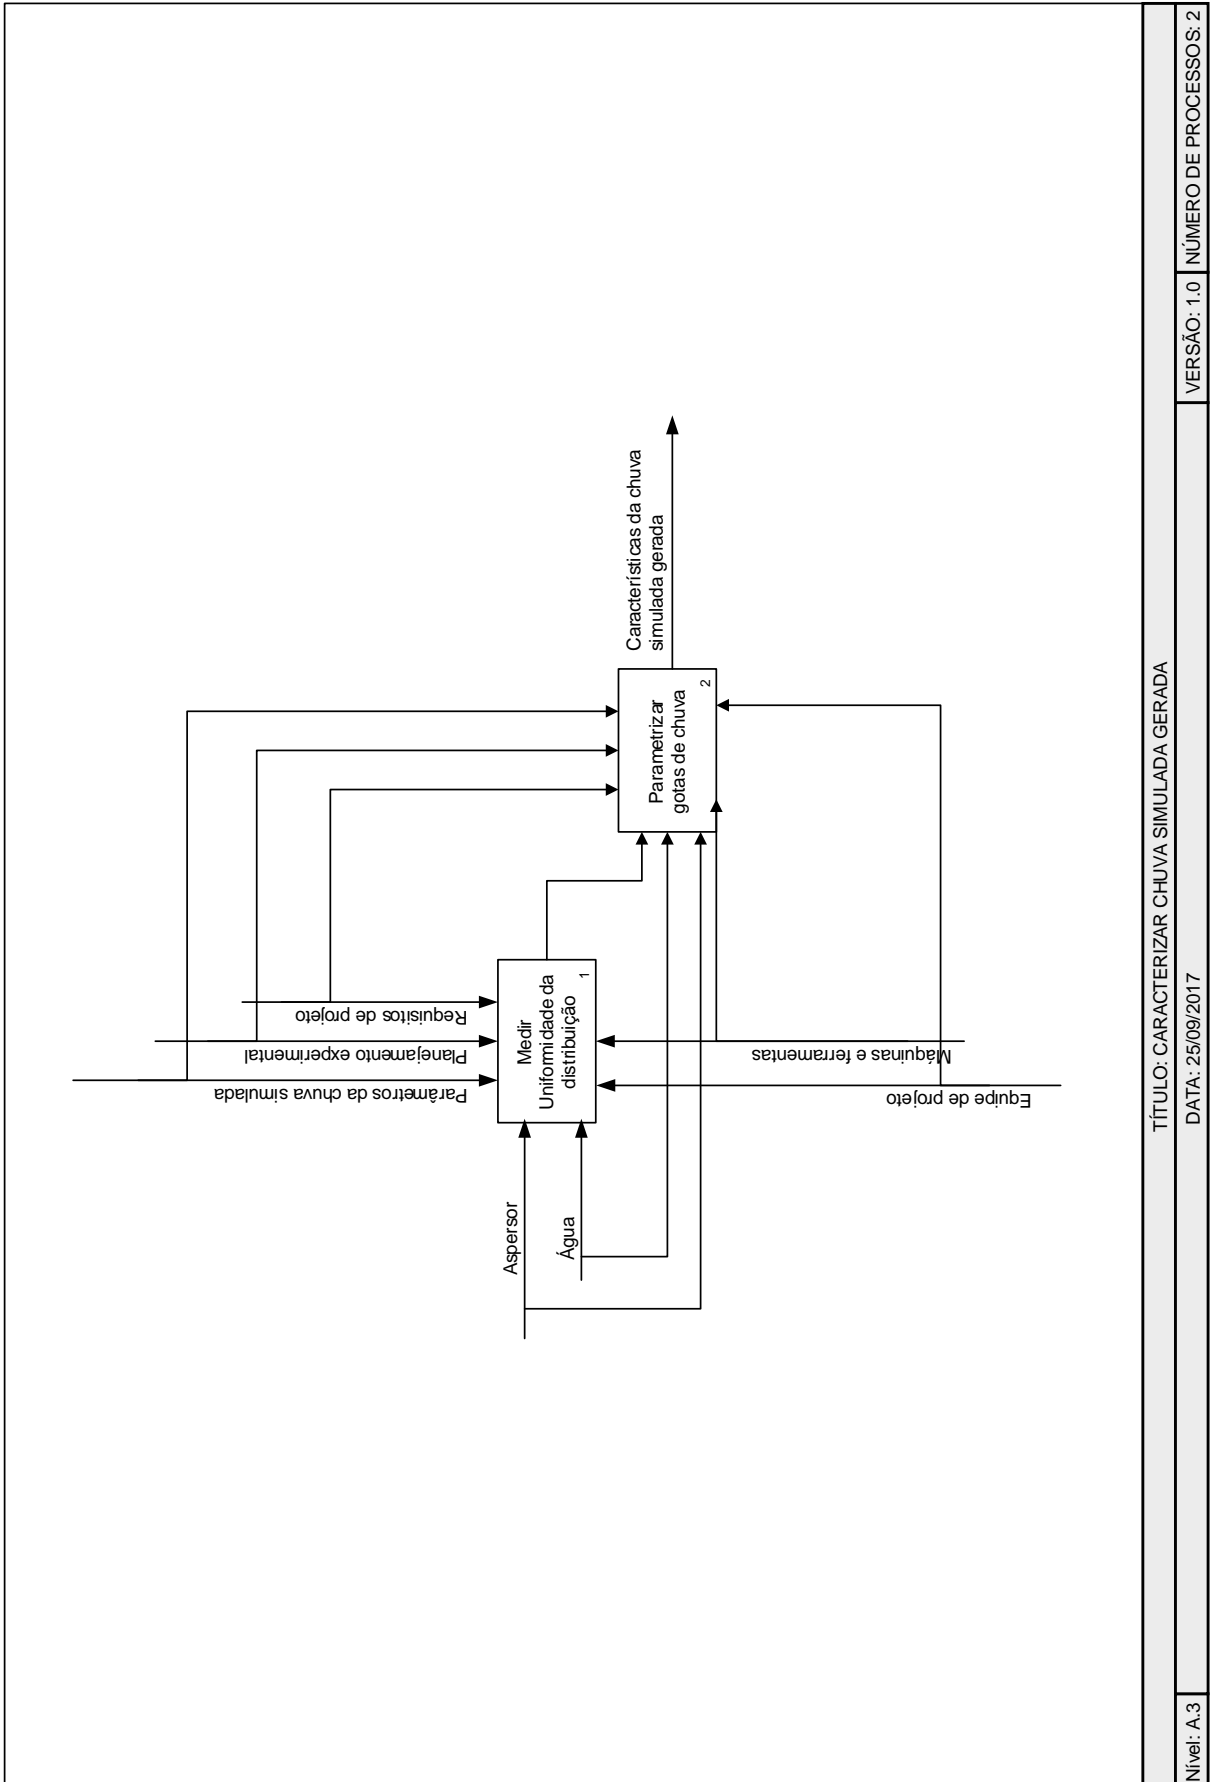 Parâmetros da chuva simulada
Planejamento experimental
Requisitos de projeto
Aspersor
Água
Medir
Uniformidade da
distribuição
1
Parametrizar
gotas de chuva
2
Características da chuva
simulada gerada
Máquinas e ferramentas
Equipe de projeto
TÍTULO: CARACTERIZAR CHUVA SIMULADA GERADA
Nível: A.3
DATA: 25/09/2017
VERSÃO: 1.0
NÚMERO DE PROCESSOS: 2